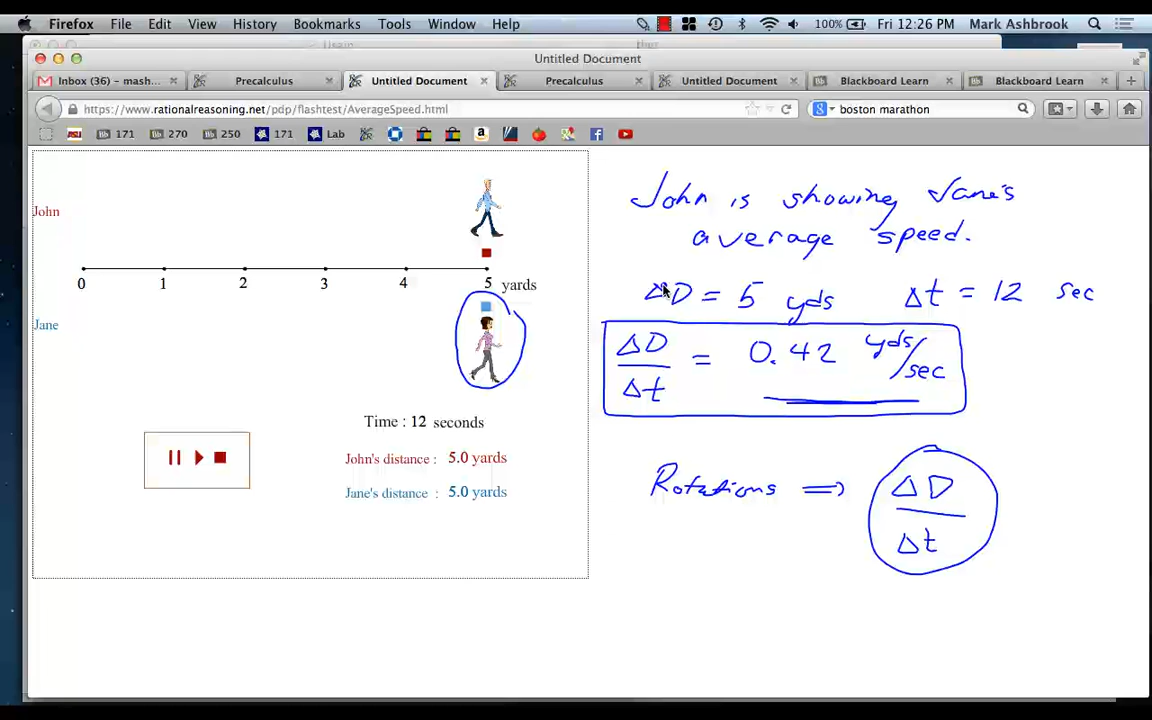 Firefox File Edit View History Bookmarks Tools Window Help 100% Fri 12:26 PM Mark Ashbrook
Untitled Document
Inbox (36) – mash... Precalculus Untitled Document Precalculus Untitled Document Blackboard Learn Blackboard Learn
https://www.rationalreasoning.net/pdp/flashtest/AverageSpeed.html boston marathon
171 270 250 171 Lab
John is showing Jane's
average speed.
John
0 1 2 3 4 5 yards
ΔD = 5 yds Δt = 12 sec
Jane
ΔD/Δt = 0.42 yds/sec
Time : 12 seconds
John's distance : 5.0 yards
Jane's distance : 5.0 yards
Rotations ⇒ ΔD/Δt